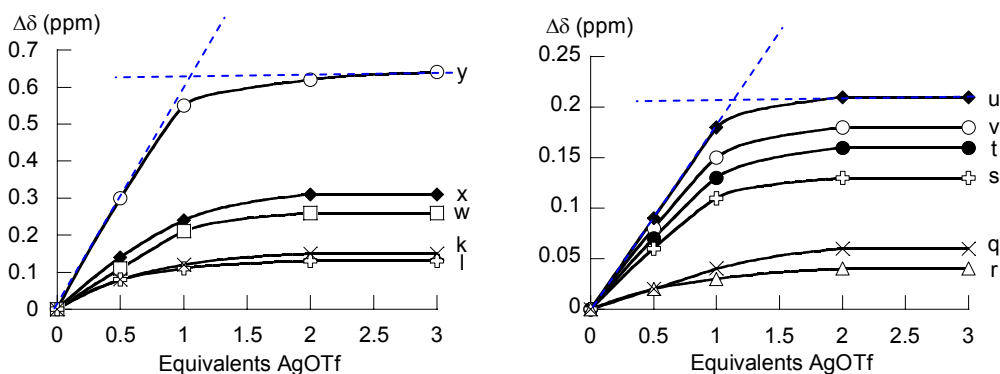 Δδ (ppm)
0.7
0.6
0.5
0.4
0.3
0.2
0.1
0
0 0.5 1 1.5 2 2.5 3
Equivalents AgOTf
y
x
w
k
l
Δδ (ppm)
0.25
0.2
0.15
0.1
0.05
0
0 0.5 1 1.5 2 2.5 3
Equivalents AgOTf
u
v
t
s
q
r